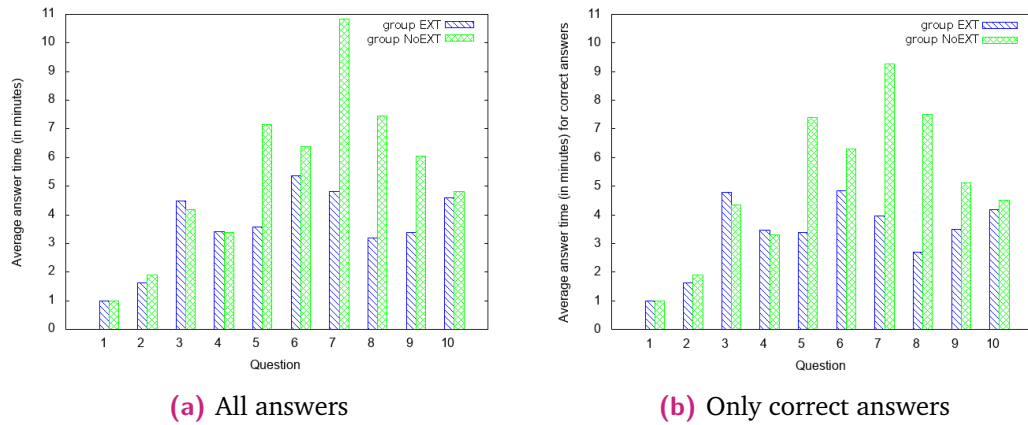 group EXT
group NoEXT
11
10
9
8
7
6
5
4
3
2
1
0
Average answer time (in minutes)
1 2 3 4 5 6 7 8 9 10
Question
(a) All answers
group EXT
group NoEXT
11
10
9
8
7
6
5
4
3
2
1
0
Average answer time (in minutes) for correct answers
1 2 3 4 5 6 7 8 9 10
Question
(b) Only correct answers